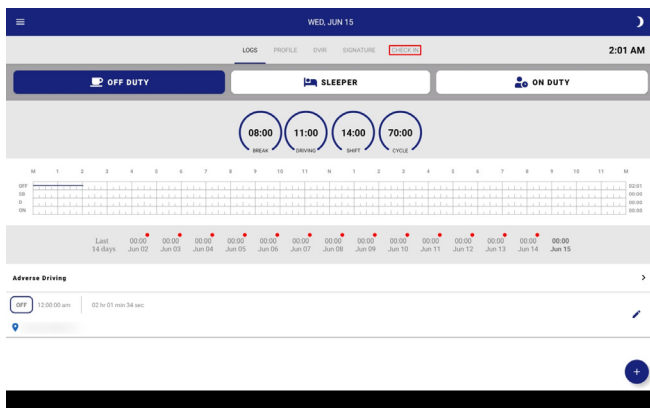 WED, JUN 15
LOGS PROFILE DVIR SIGNATURE CHECK IN 2:01 AM
OFF DUTY SLEEPER ON DUTY
08:00 11:00 14:00 70:00
BREAK DRIVING SHIFT CYCLE
M 1 2 3 4 5 6 7 8 9 10 11 N 1 2 3 4 5 6 7 8 9 10 11 M
OFF 02:01
SB 00:00
D 00:00
ON 00:00
Last 00:00 00:00 00:00 00:00 00:00 00:00 00:00 00:00 00:00 00:00 00:00 00:00 00:00 00:00
14 days Jun 02 Jun 03 Jun 04 Jun 05 Jun 06 Jun 07 Jun 08 Jun 09 Jun 10 Jun 11 Jun 12 Jun 13 Jun 14 Jun 15
Adverse Driving
OFF 12:00:00 am 02 hr 01 min 34 sec